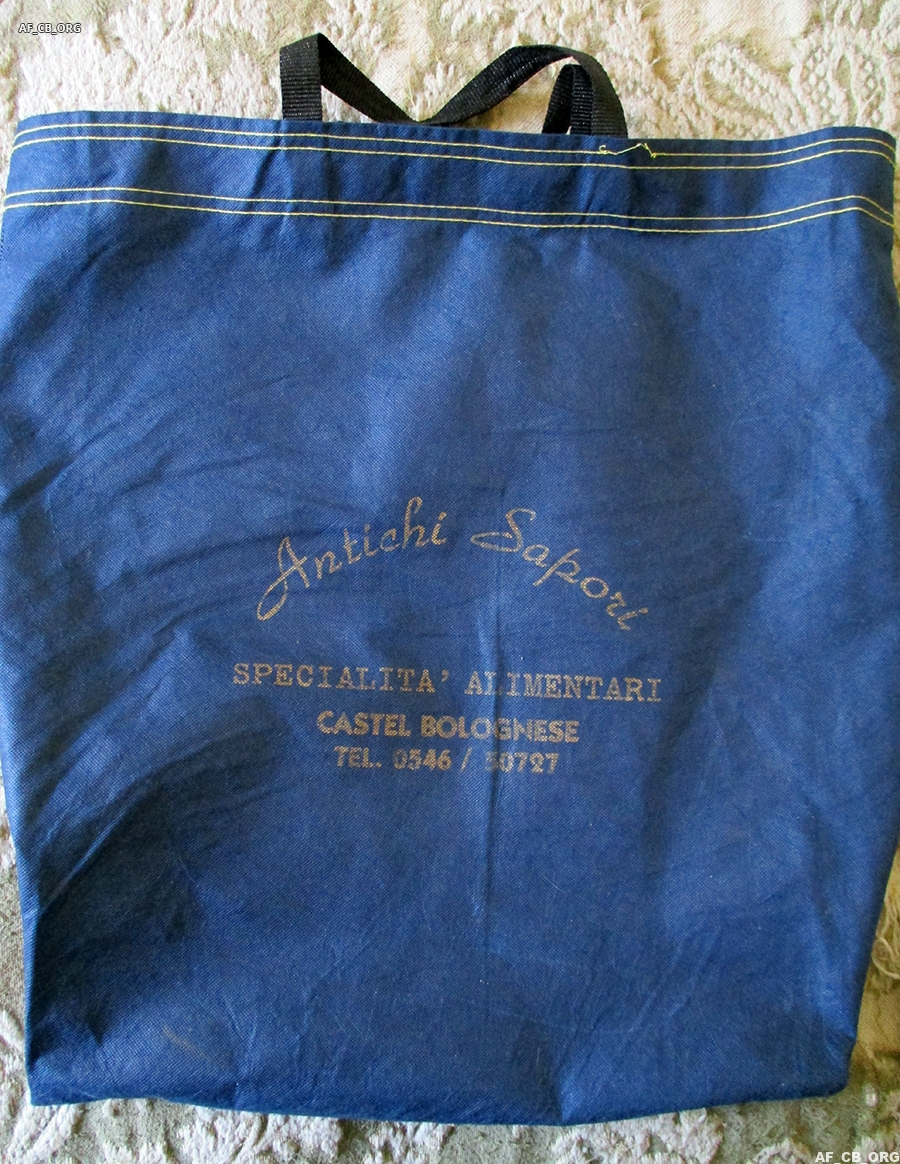 AF_CB_ORG
Antichi Sapori
SPECIALITA' ALIMENTARI
CASTEL BOLOGNESE
TEL. 0546 / 50727
AF_CB_ORG